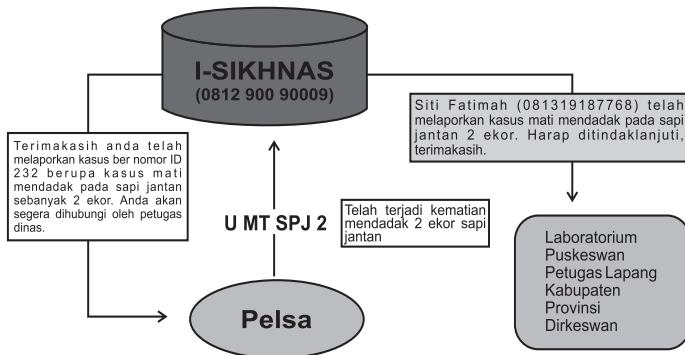 I-SIKHNAS
(0812 900 90009)
Siti Fatimah (081319187768) telah
melaporkan kasus mati mendadak pada sapi
jantan 2 ekor. Harap ditindaklanjuti,
terimakasih.
Terimakasih anda telah
melaporkan kasus ber nomor ID
232 berupa kasus mati
mendadak pada sapi jantan
sebanyak 2 ekor. Anda akan
segera dihubungi oleh petugas
dinas.
U MT SPJ 2
Telah terjadi kematian
mendadak 2 ekor sapi
jantan
Laboratorium
Puskeswan
Petugas Lapang
Kabupaten
Provinsi
Dirkeswan
Pelsa